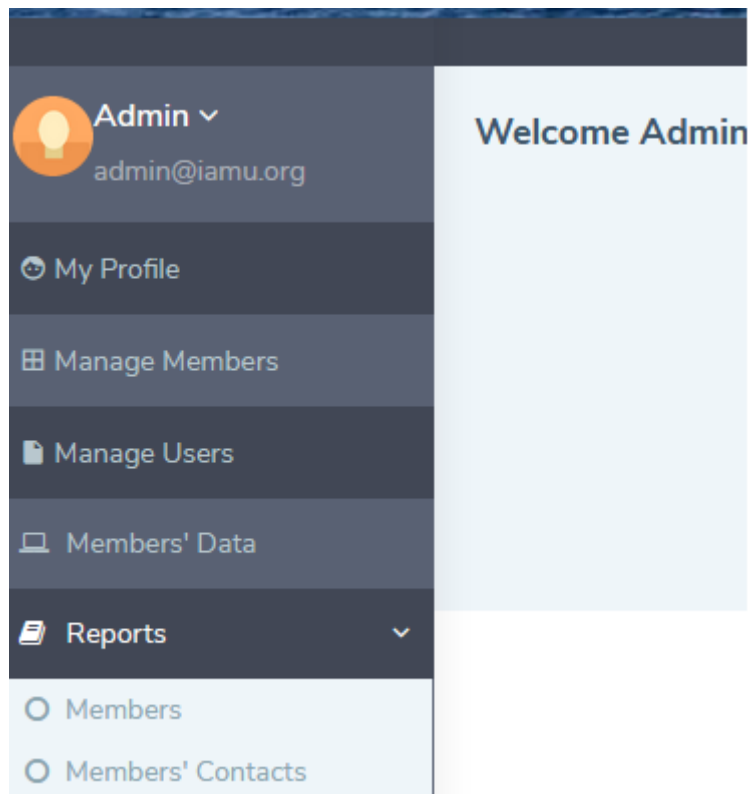 Admin
admin@iamu.org
Welcome Admin
My Profile
Manage Members
Manage Users
Members' Data
Reports
Members
Members' Contacts